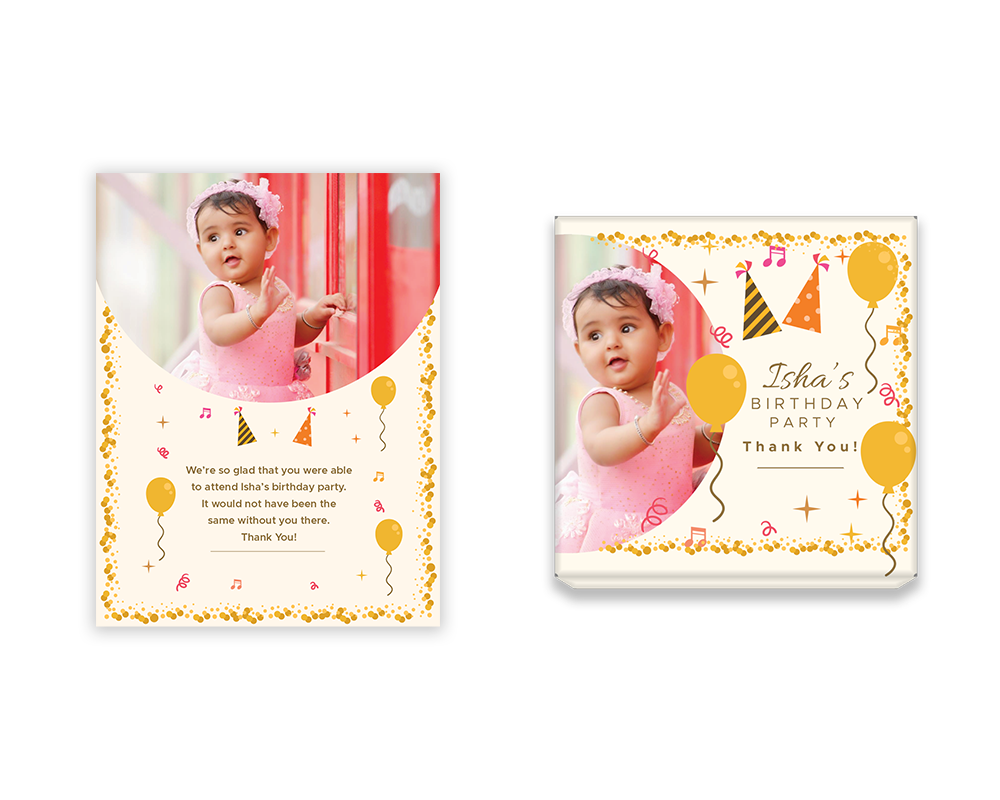 We're so glad that you were able
to attend Isha's birthday party.
It would not have been the
same without you there.
Thank You!
Isha's
BIRTHDAY
PARTY
Thank You!